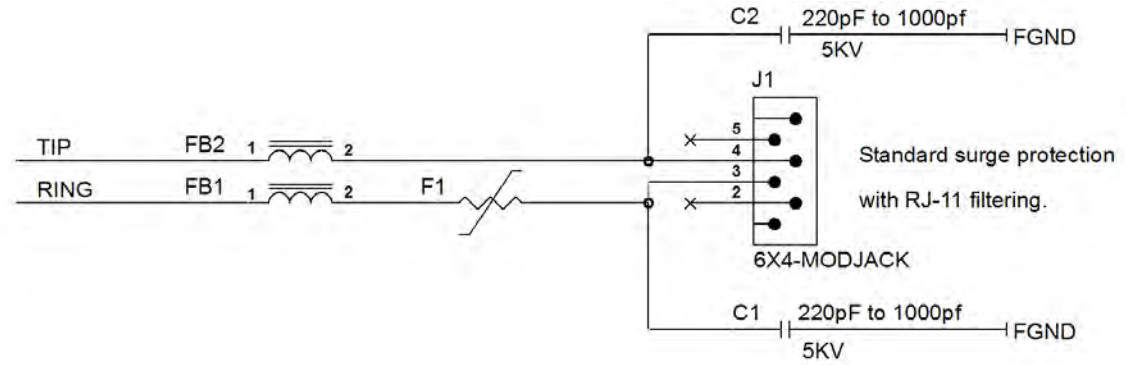 C2 220pF to 1000pf
FGND
5KV
J1
5
TIP FB2 1 2 4
Standard surge protection
RING FB1 1 2 F1 3
with RJ-11 filtering.
2
6X4-MODJACK
C1 220pF to 1000pf
FGND
5KV